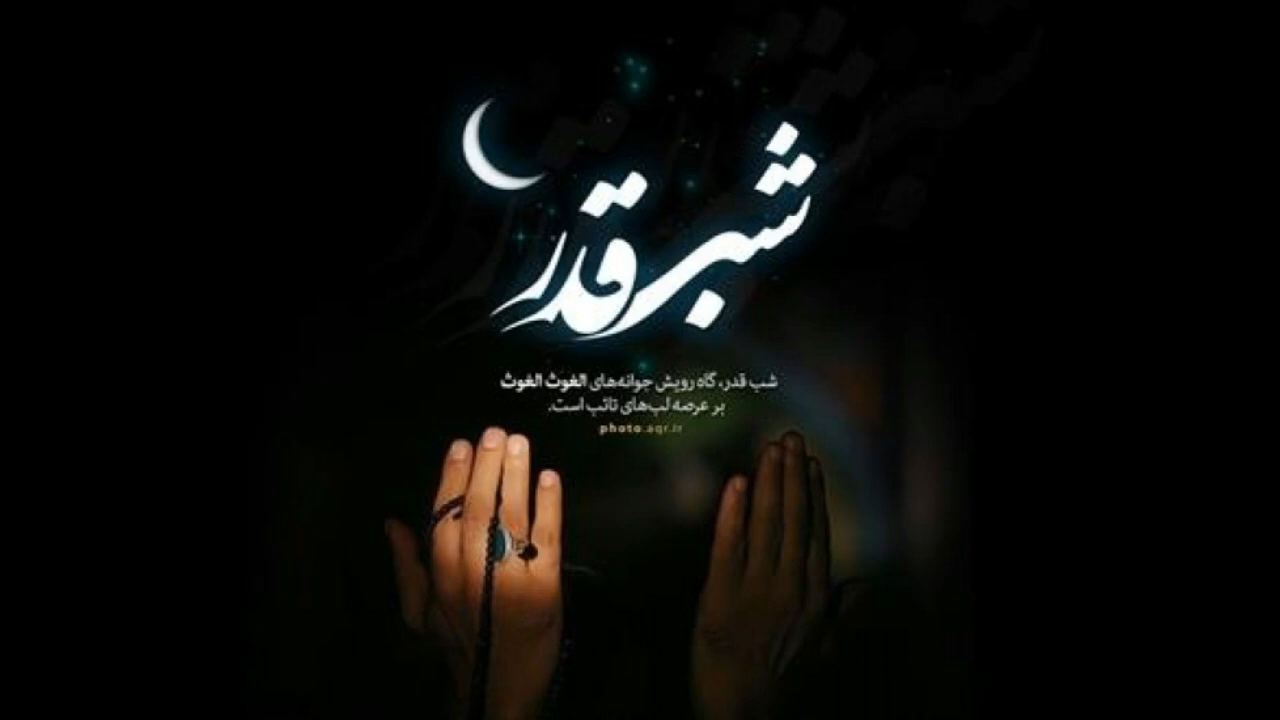 شب قدر
شب قدر، گاه رویش جوانه‌های الغوث الغوث
بر عرصه لب‌های تائب است.
photo.aqr.ir